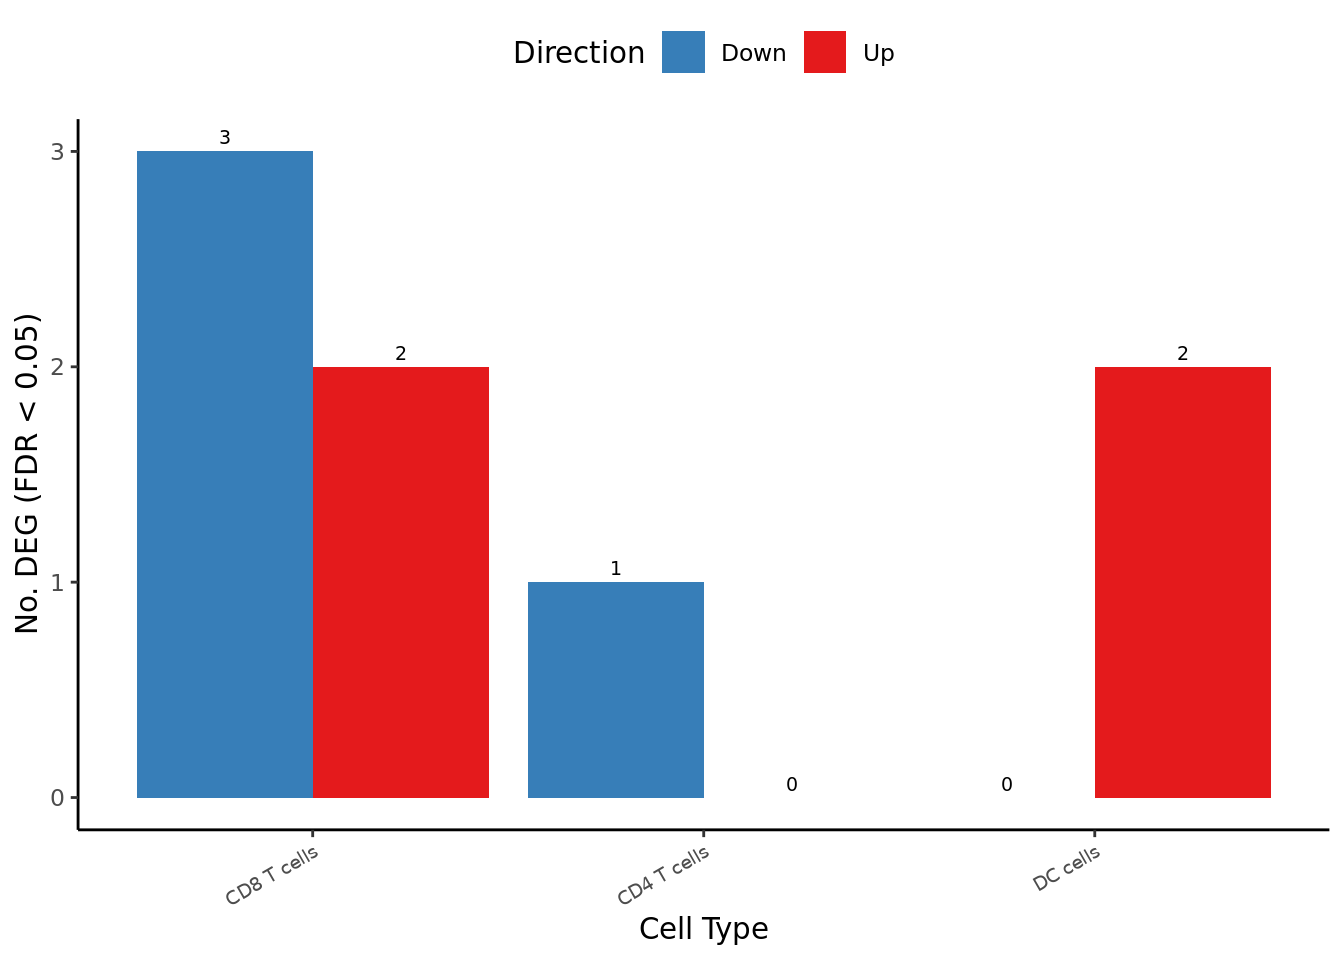 Direction Down Up
No. DEG (FDR < 0.05)
3
2
1
0
3
2
1
0
0
2
CD8 T cells
CD4 T cells
DC cells
Cell Type